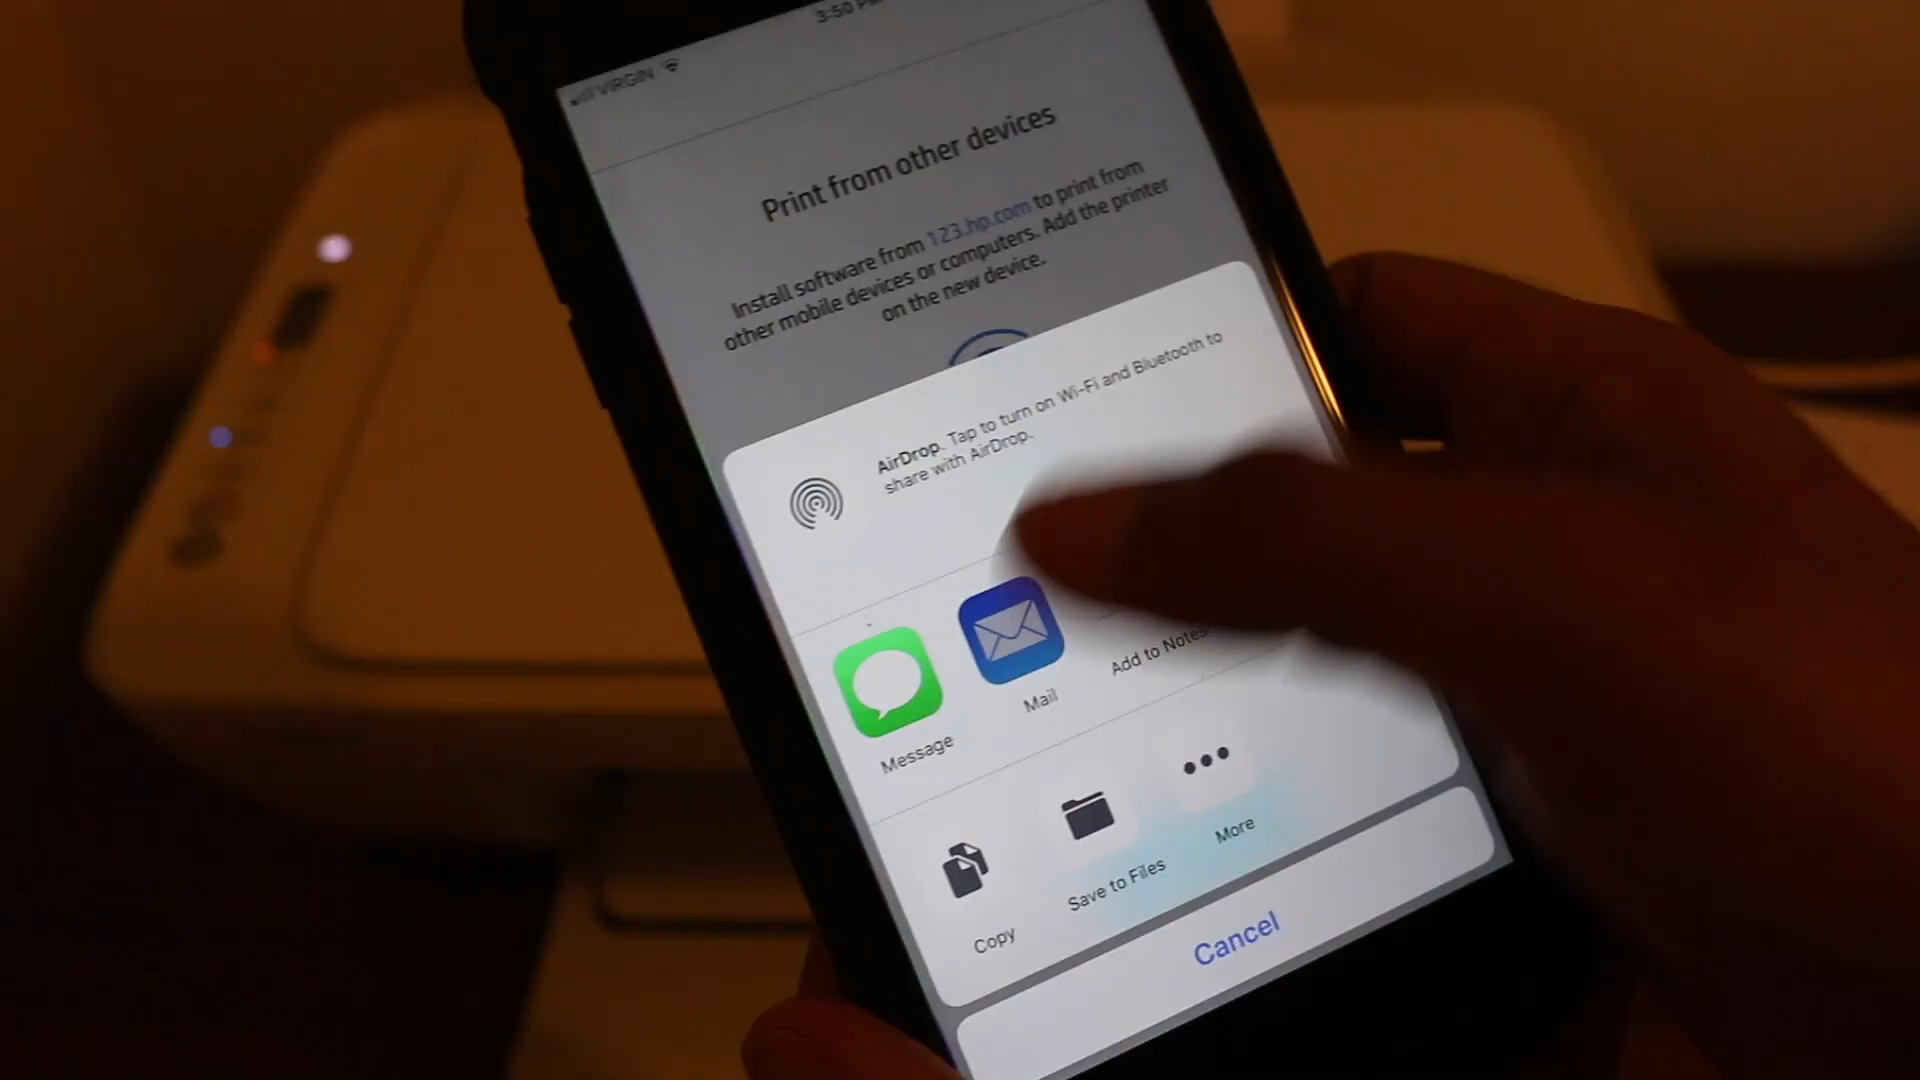 VIRGIN
3:50 PM
Print from other devices
Install software from 123.hp.com to print from
other mobile devices or computers. Add the printer
on the new device.
AirDrop. Tap to turn on Wi-Fi and Bluetooth to
share with AirDrop.
Message
Mail
Add to Notes
Copy
Save to Files
More
Cancel